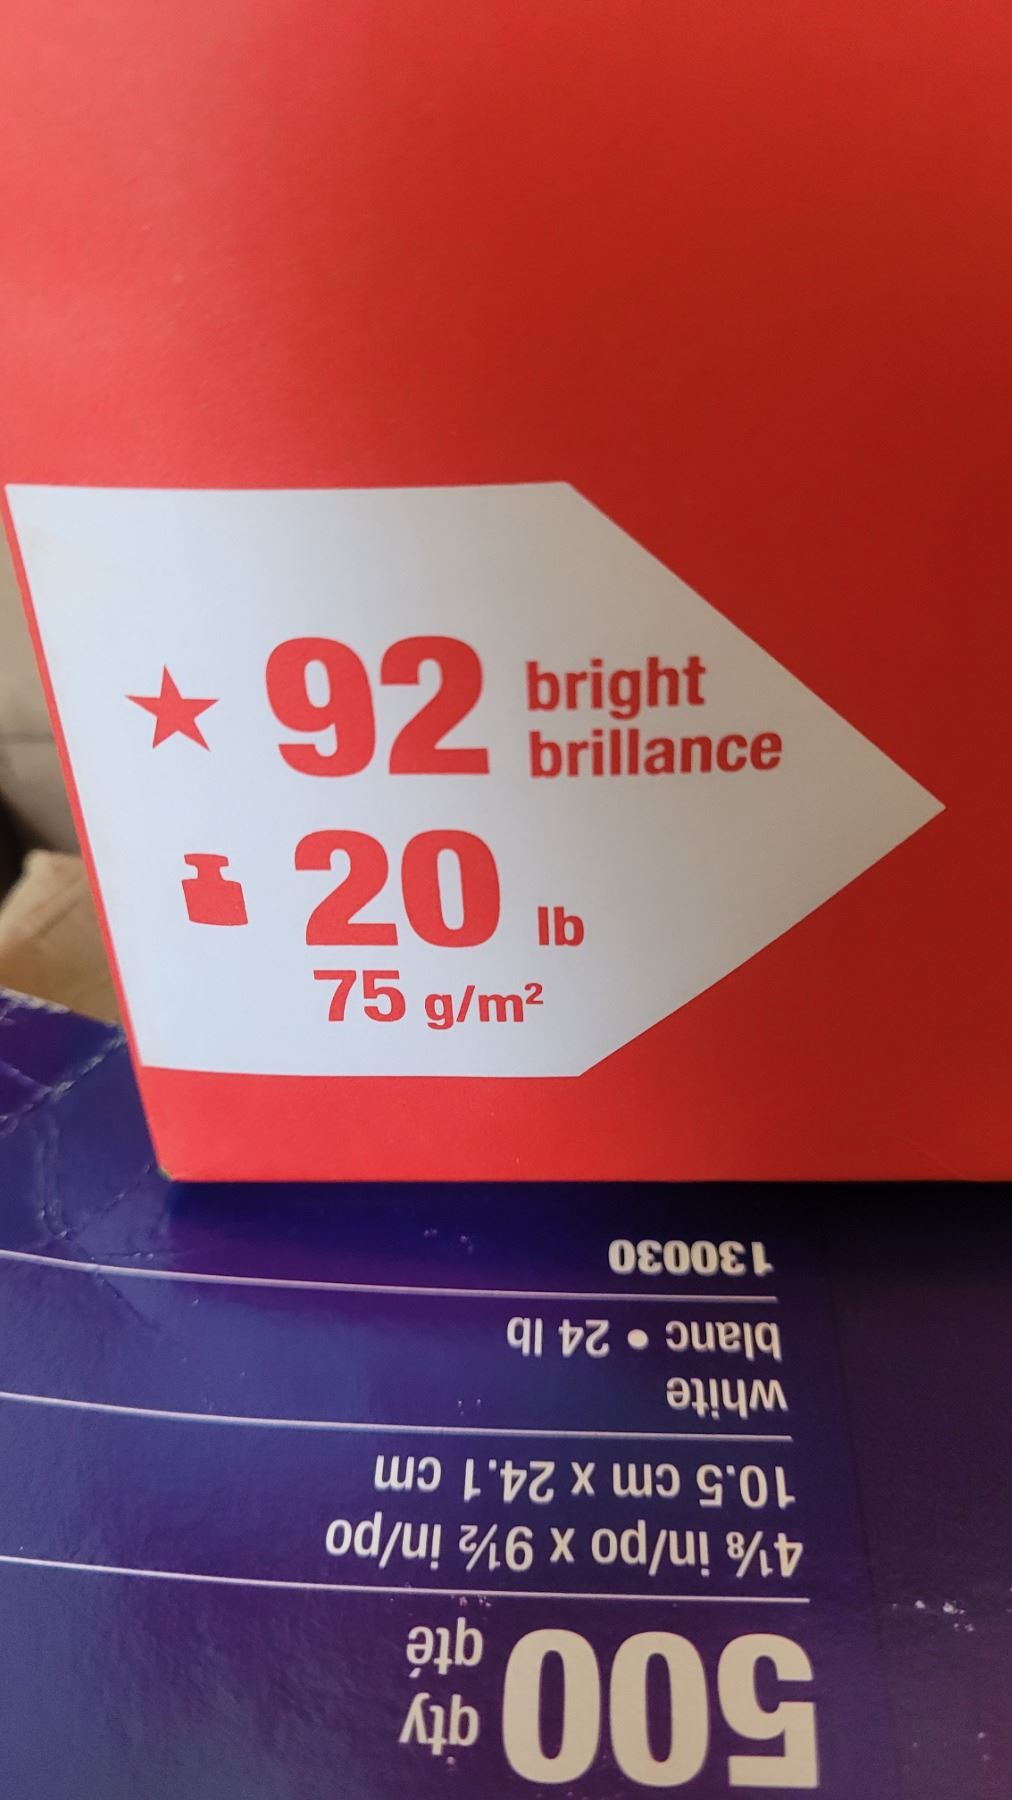 92 bright
brillance
20 lb
75 g/m²
500 qty
qté
4⅛ in/po x 9½ in/po
10.5 cm x 24.1 cm
white
blanc • 24 lb
130030